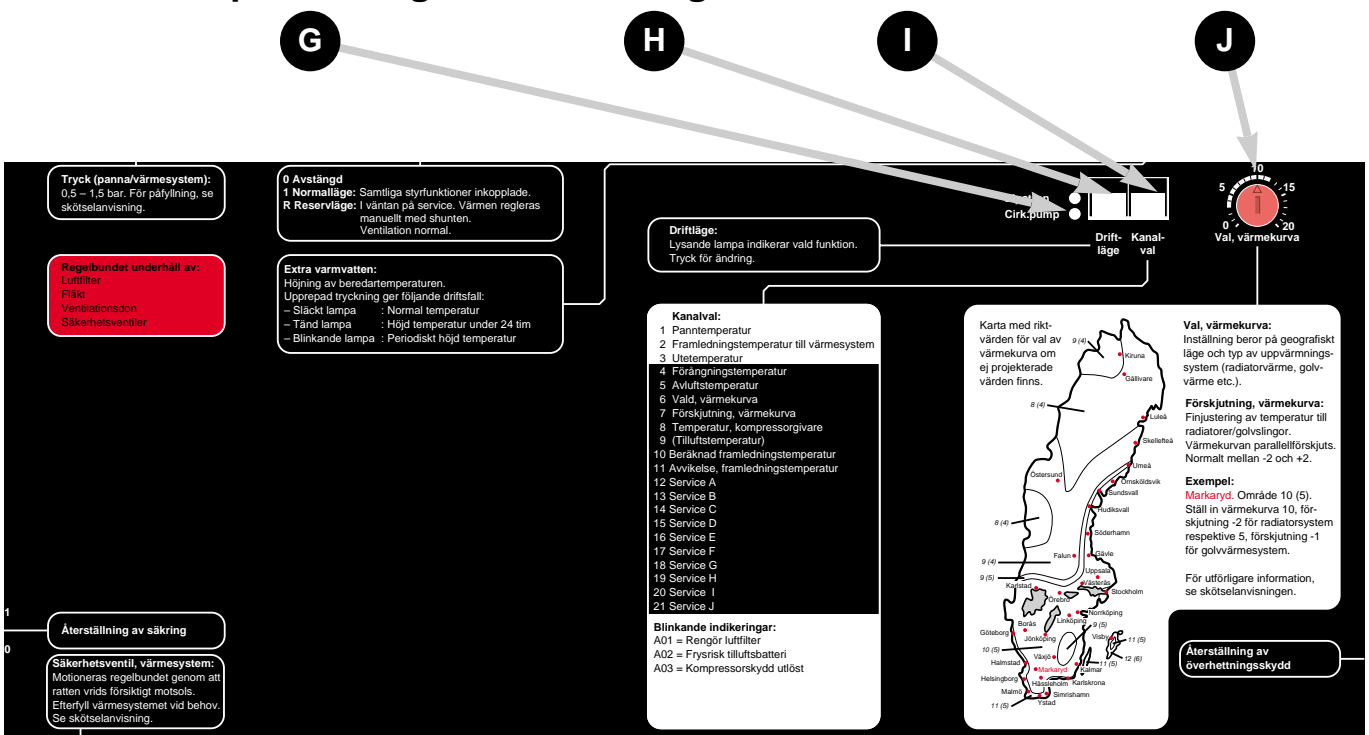 G
H
I
J
Tryck (panna/värmesystem):
0,5 – 1,5 bar. För påfyllning, se
skötselanvisning.
0 Avstängd
1 Normalläge: Samtliga styrfunktioner inkopplade.
R Reservläge: I väntan på service. Värmen regleras
manuellt med shunten.
Ventilation normal.
Cirk.pump
Drift-
läge
Kanal-
val
0
5
10
15
20
Val, värmekurva
Driftläge:
Lysande lampa indikerar vald funktion.
Tryck för ändring.
Regelbundet underhåll av:
Luftfilter
Fläkt
Ventilationsdon
Säkerhetsventiler
Extra varmvatten:
Höjning av beredartemperaturen.
Upprepad tryckning ger följande driftsfall:
– Släckt lampa : Normal temperatur
– Tänd lampa : Höjd temperatur under 24 tim
– Blinkande lampa : Periodiskt höjd temperatur
Kanalval:
1 Panntemperatur
2 Framledningstemperatur till värmesystem
3 Utetemperatur
4 Förångningstemperatur
5 Avluftstemperatur
6 Vald, värmekurva
7 Förskjutning, värmekurva
8 Temperatur, kompressorgivare
9 (Tilluftstemperatur)
10 Beräknad framledningstemperatur
11 Avvikelse, framledningstemperatur
12 Service A
13 Service B
14 Service C
15 Service D
16 Service E
17 Service F
18 Service G
19 Service H
20 Service I
21 Service J
Blinkande indikeringar:
A01 = Rengör luftfilter
A02 = Frysrisk tilluftsbatteri
A03 = Kompressorskydd utlöst
Karta med rikt-
värden för val av
värmekurva om
ej projekterade
värden finns.
9 (4)
Kiruna
Gällivare
8 (4)
Luleå
Skellefteå
Umeå
Östersund
Örnsköldsvik
Sundsvall
Hudiksvall
8 (4)
Söderhamn
Falun
Gävle
9 (4)
Uppsala
9 (5)
Västerås
Karlstad
Örebro
Stockholm
Norrköping
Linköping
Borås
9 (5)
Göteborg
Jönköping
Visby
11 (5)
10 (5)
Växjö
12 (6)
Halmstad
Markaryd
Kalmar
11 (5)
Helsingborg
Hässleholm
Karlskrona
Malmö
Simrishamn
Ystad
11 (5)
Val, värmekurva:
Inställning beror på geografiskt
läge och typ av uppvärmnings-
system (radiatorvärme, golv-
värme etc.).
Förskjutning, värmekurva:
Finjustering av temperatur till
radiatorer/golvslingor.
Värmekurvan parallellförskjuts.
Normalt mellan -2 och +2.
Exempel:
Markaryd. Område 10 (5).
Ställ in värmekurva 10, för-
skjutning -2 för radiatorsystem
respektive 5, förskjutning -1
för golvvärmesystem.
För utförligare information,
se skötselanvisningen.
1
0
Återställning av säkring
Säkerhetsventil, värmesystem:
Motioneras regelbundet genom att
ratten vrids försiktigt motsols.
Efterfyll värmesystemet vid behov.
Se skötselanvisning.
Återställning av
överhettningsskydd